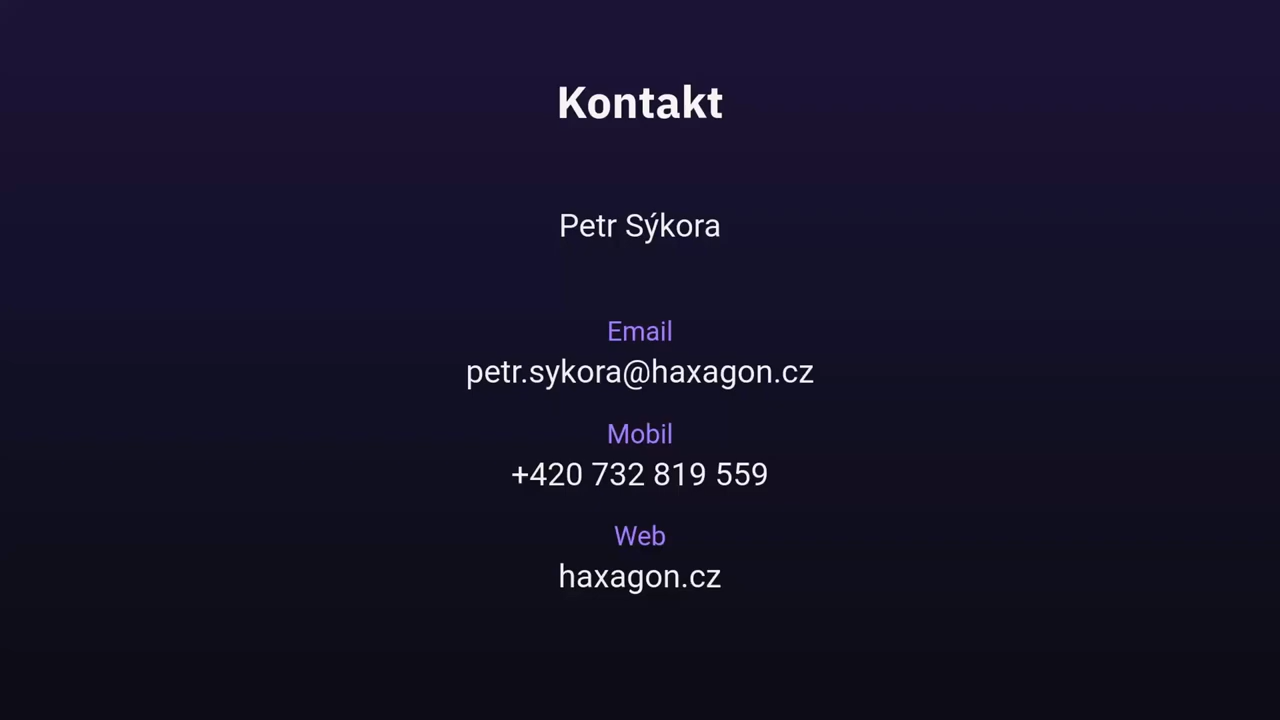 Kontakt
Petr Sýkora
Email
petr.sykora@haxagon.cz
Mobil
+420 732 819 559
Web
haxagon.cz